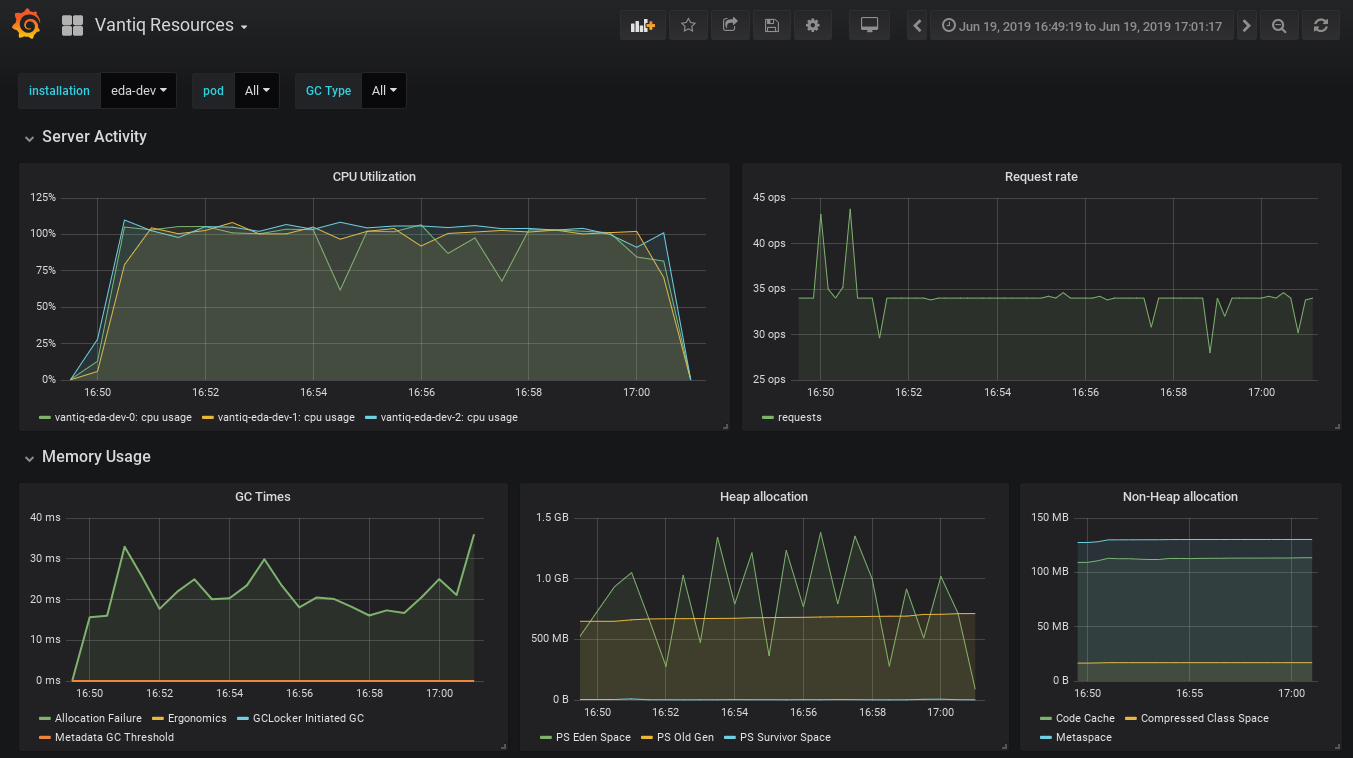 Vantiq Resources
Jun 19, 2019 16:49:19 to Jun 19, 2019 17:01:17
installation eda-dev pod All GC Type All
Server Activity
CPU Utilization
125%
100%
75%
50%
25%
0%
16:50 16:52 16:54 16:56 16:58 17:00
vantiq-eda-dev-0: cpu usage vantiq-eda-dev-1: cpu usage vantiq-eda-dev-2: cpu usage
Request rate
45 ops
40 ops
35 ops
30 ops
25 ops
16:50 16:52 16:54 16:56 16:58 17:00
requests
Memory Usage
GC Times
40 ms
30 ms
20 ms
10 ms
0 ms
16:50 16:52 16:54 16:56 16:58 17:00
Allocation Failure Ergonomics GCLocker Initiated GC
Metadata GC Threshold
Heap allocation
1.5 GB
1.0 GB
500 MB
0 B
16:50 16:52 16:54 16:56 16:58 17:00
PS Eden Space PS Old Gen PS Survivor Space
Non-Heap allocation
150 MB
100 MB
50 MB
0 B
16:50 16:55 17:00
Code Cache Compressed Class Space
Metaspace